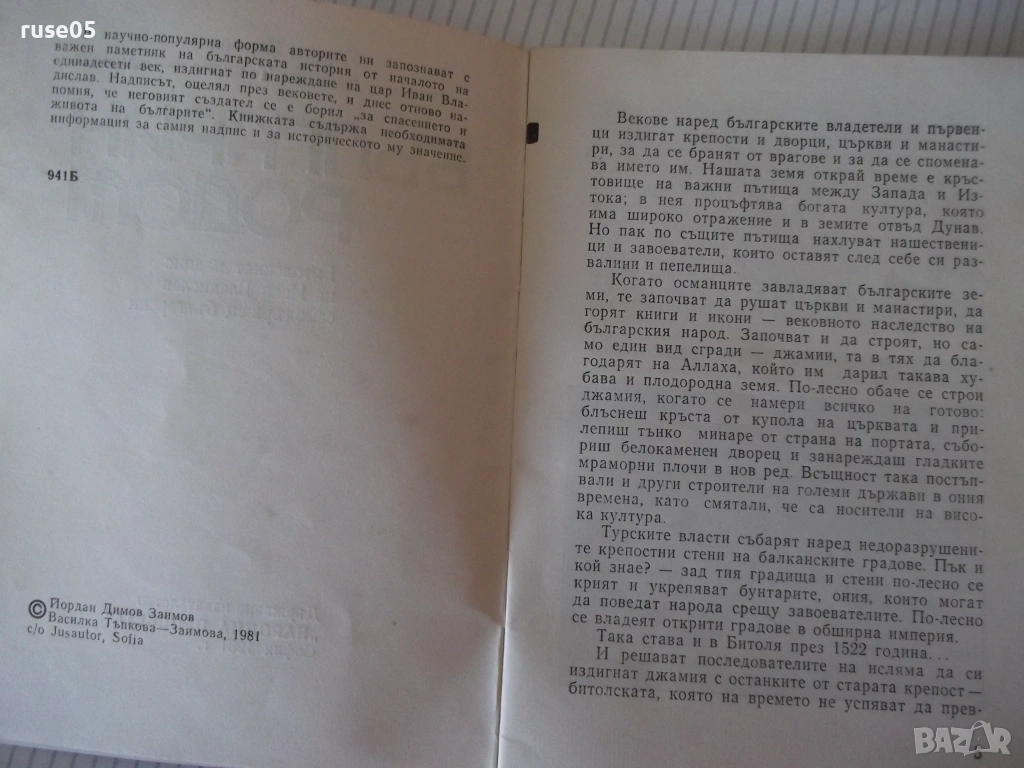 ruse05
научно-популярна форма авторите ни запознават с
важен паметник на българската история от началото на
единадесети век, издигнат по нареждане на цар Иван Вла-
дислав. Надписът, оцелял през вековете, и днес отново на-
помня, че неговият създател се е борил „за спасението и
живота на българите". Книжката съдържа необходимата
информация за самия надпис и за историческото му значение.
941Б
© Йордан Димов Заимов
Василка Тъпкова—Заимова, 1981
c/o Jusautor, Sofia
Векове наред българските владетели и първен-
ци издигат крепости и дворци, църкви и манасти-
ри, за да се бранят от врагове и за да се спомена-
ва името им. Нашата земя открай време е кръс-
товище на важни пътища между Запада и Из-
тока; в нея процъфтява богата култура, която
има широко отражение и в земите отвъд Дунав.
Но пак по същите пътища нахлуват нашествени-
ци и завоеватели, които оставят след себе си раз-
валини и пепелища.
Когато османците завладяват българските зе-
ми, те започват да рушат църкви и манастири, да
горят книги и икони — вековното наследство на
българския народ. Започват и да строят, но са-
мо един вид сгради — джамии, та в тях да бла-
годарят на Аллаха, който им дарил такава ху-
бава и плодородна земя. По-лесно обаче се строи
джамия, когато се намери всичко на готово:
блъснеш кръста от купола на църквата и при-
лепиш тънко минаре от страна на портата, събо-
риш белокаменен дворец и занареждаш гладките
мраморни плочи в нов ред. Всъщност така постъп-
вали и други строители на големи държави в ония
времена, като смятали, че са носители на висо-
ка култура.
Турските власти събарят наред недоразрушени-
те крепостни стени на балканските градове. Пък и
кой знае? — зад тия градища и стени по-лесно се
крият и укрепяват бунтарите, ония, които могат
да поведат народа срещу завоевателите. По-лесно
се владеят открити градове в обширна империя.
Така става и в Битоля през 1522 година...
И решават последователите на исляма да си
издигнат джамия с останките от старата крепост —
битолската, която на времето не успяват да прев-
BAZAR